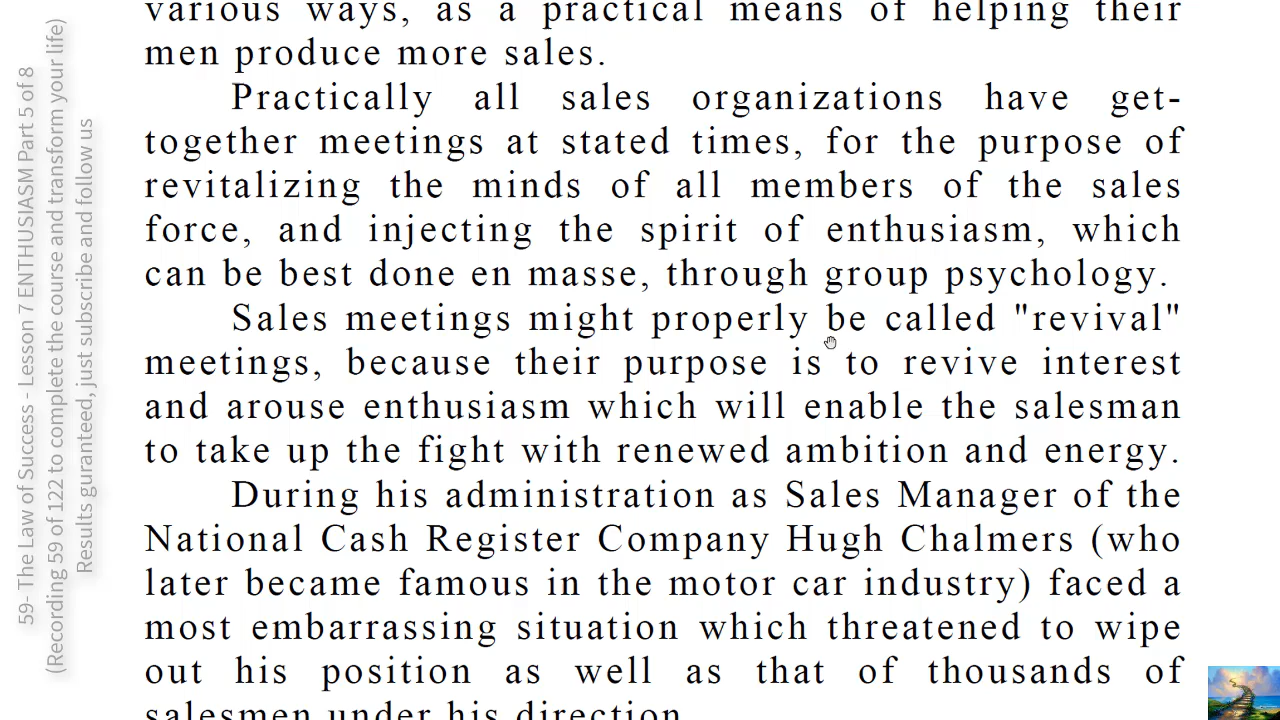 various ways, as a practical means of helping their
men produce more sales.
Practically all sales organizations have get-
together meetings at stated times, for the purpose of
revitalizing the minds of all members of the sales
force, and injecting the spirit of enthusiasm, which
can be best done en masse, through group psychology.
Sales meetings might properly be called "revival"
meetings, because their purpose is to revive interest
and arouse enthusiasm which will enable the salesman
to take up the fight with renewed ambition and energy.
During his administration as Sales Manager of the
National Cash Register Company Hugh Chalmers (who
later became famous in the motor car industry) faced a
most embarrassing situation which threatened to wipe
out his position as well as that of thousands of
salesmen under his direction.
59- The Law of Success - Lesson 7 ENTHUSIASM Part 5 of 8
(Recording 59 of 122 to complete the course and transform your life)
Results guranteed, just subscribe and follow us